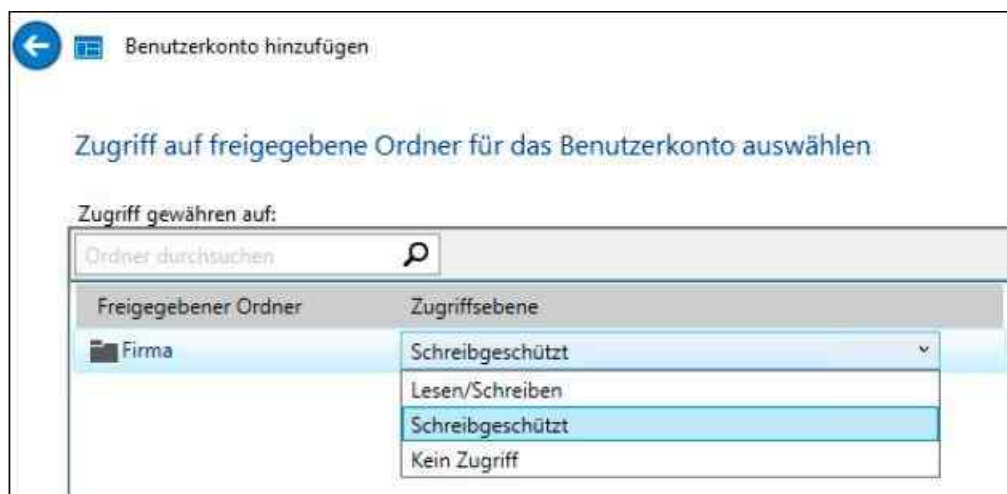 Benutzerkonto hinzufügen
Zugriff auf freigegebene Ordner für das Benutzerkonto auswählen
Zugriff gewähren auf:
Ordner durchsuchen
Freigegebener Ordner Zugriffsebene
Firma Schreibgeschützt
Lesen/Schreiben
Schreibgeschützt
Kein Zugriff